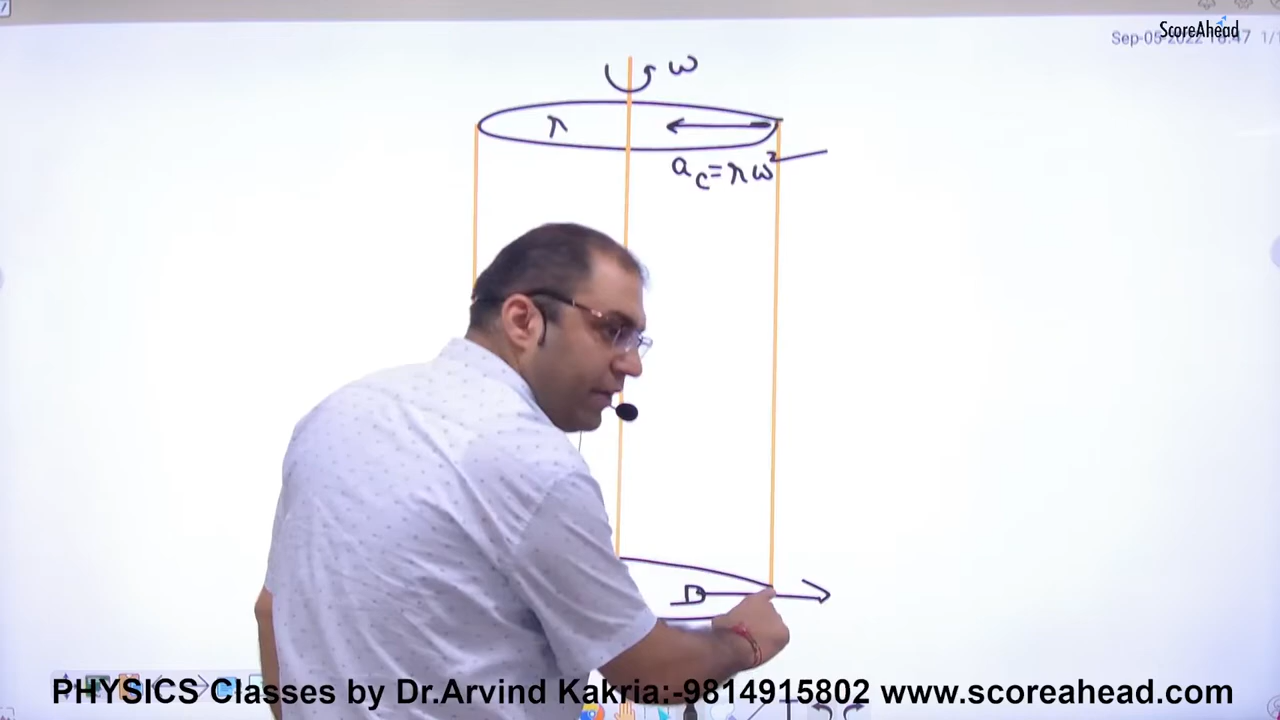 ScoreAhead
ω
r
a_c = rω²
PHYSICS Classes by Dr.Arvind Kakria:-9814915802 www.scoreahead.com